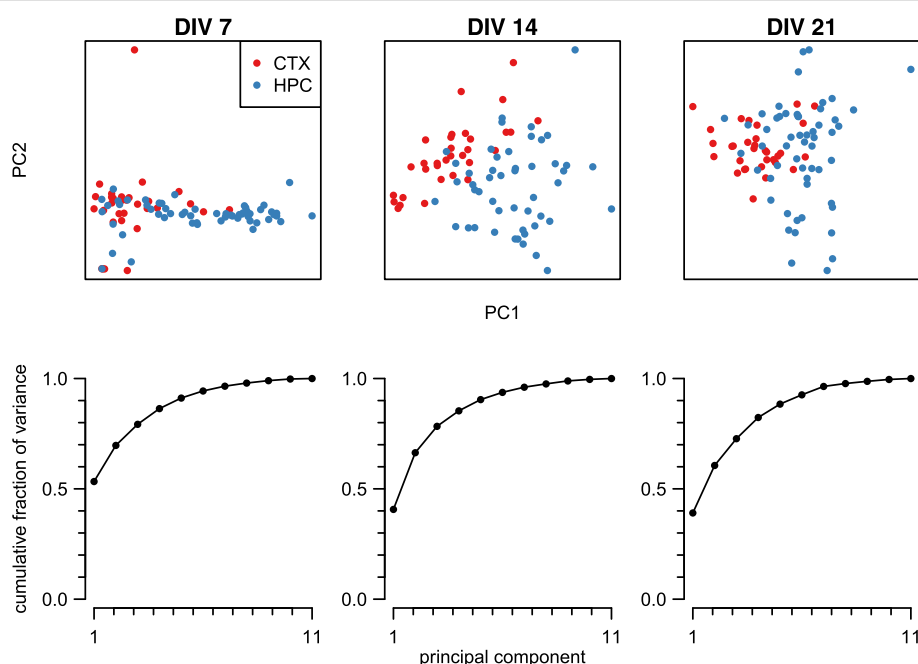 DIV 7
DIV 14
DIV 21
CTX
HPC
PC2
PC1
cumulative fraction of variance
1.0
0.5
0.0
1
11
1.0
0.5
0.0
1
11
1.0
0.5
0.0
1
11
principal component